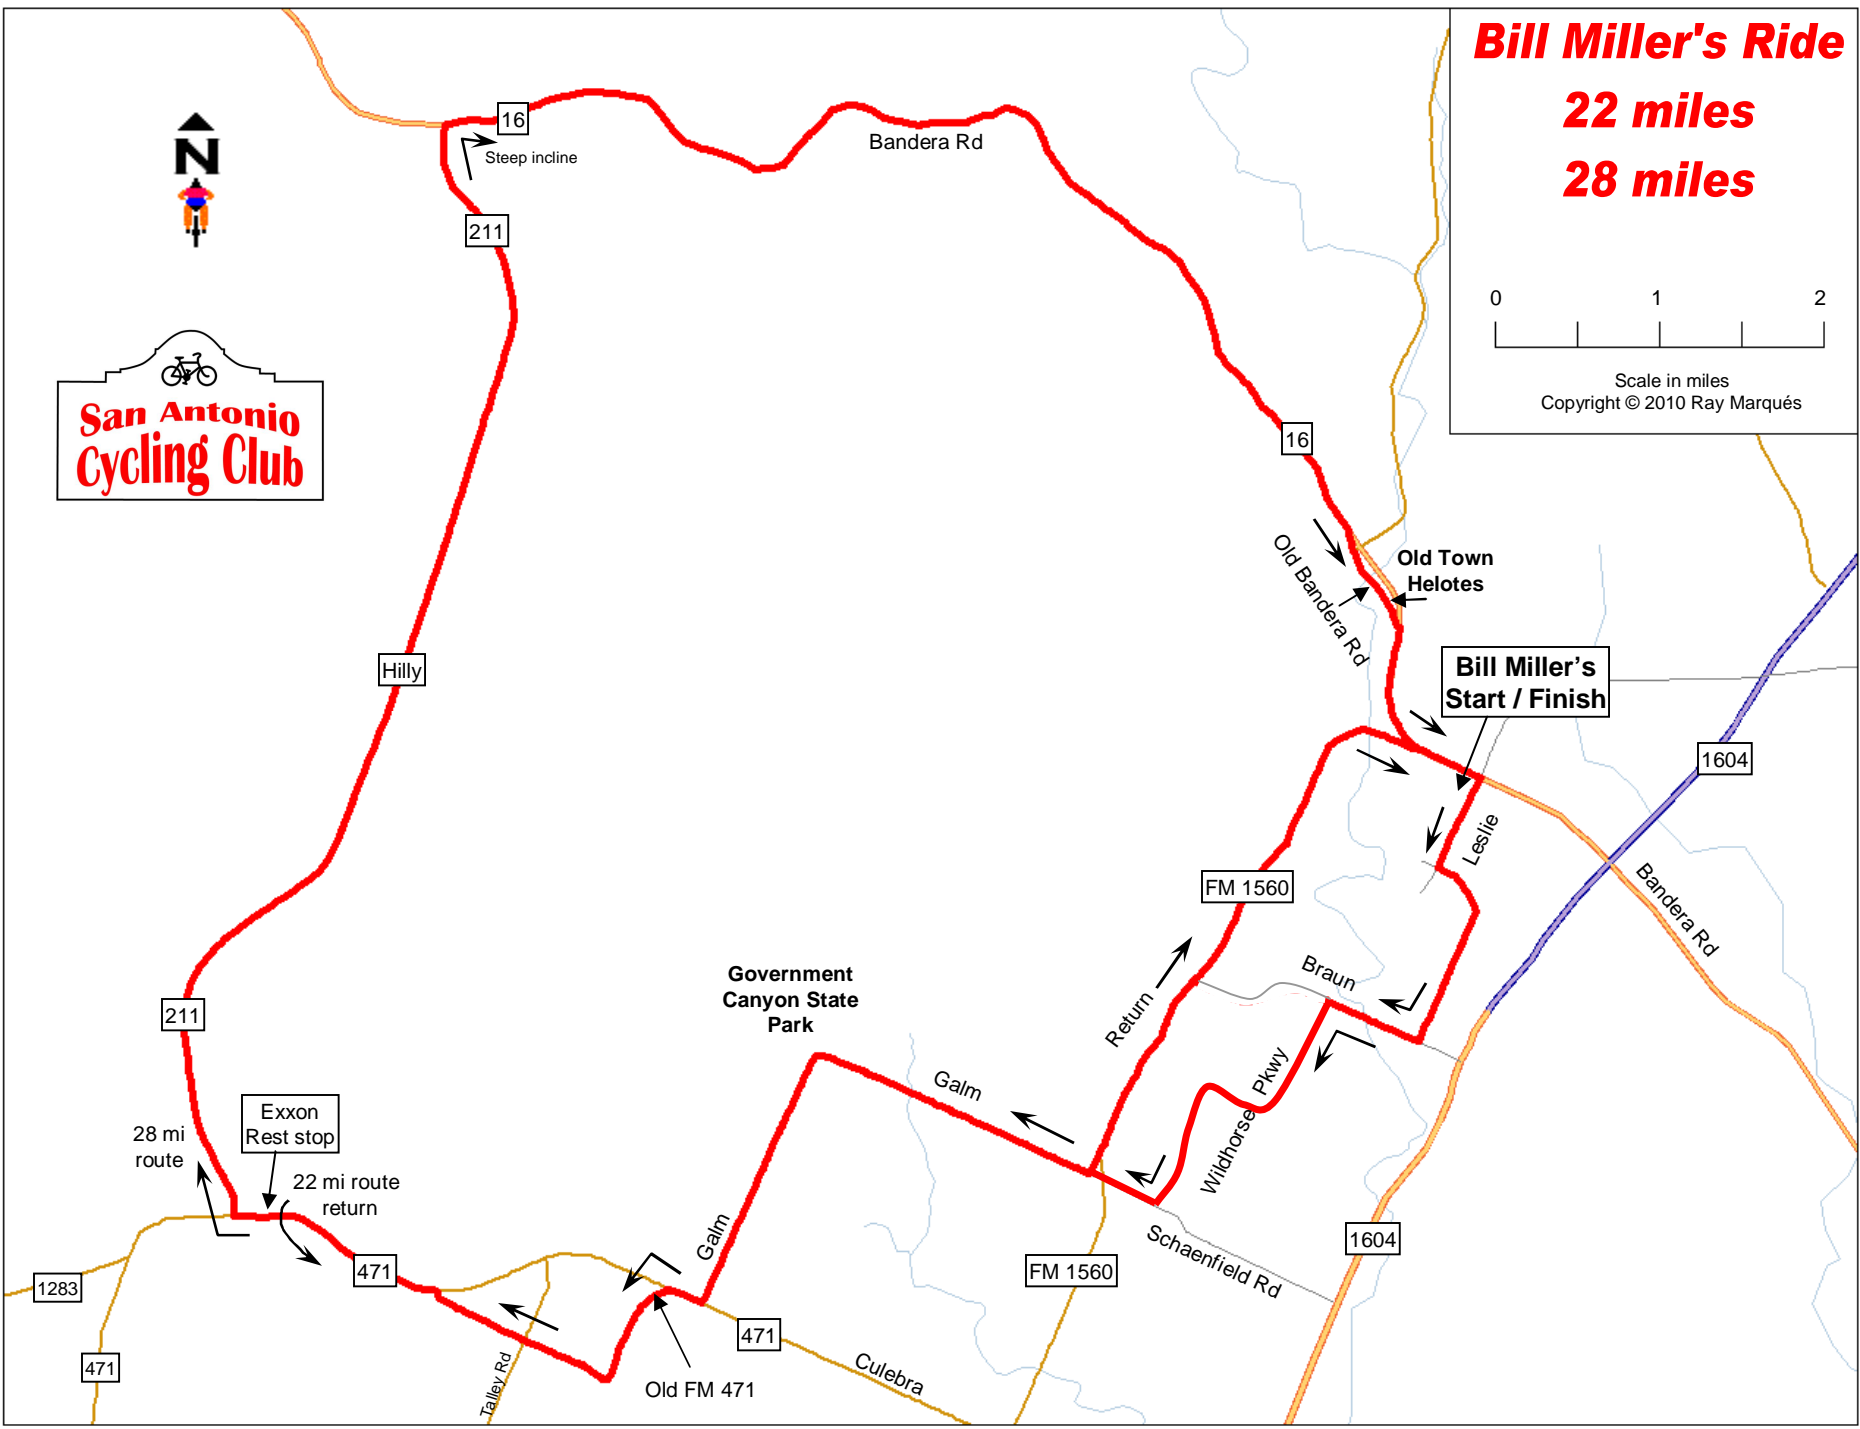 Bill Miller's Ride
22 miles
28 miles
0 1 2
Scale in miles
Copyright © 2010 Ray Marqués
16
Steep incline
Bandera Rd
N
211
San Antonio
Cycling Club
16
Old Bandera Rd
Old Town
Helotes
Hilly
Bill Miller’s
Start / Finish
1604
Leslie
FM 1560
Bandera Rd
Braun
Government
Canyon State
Park
211
Return
Galm
Wildhorse Pkwy
Exxon
Rest stop
28 mi
route
22 mi route
return
Galm
Schaenfield Rd
1604
471
FM 1560
1283
471
471
Culebra
Talley Rd
Old FM 471